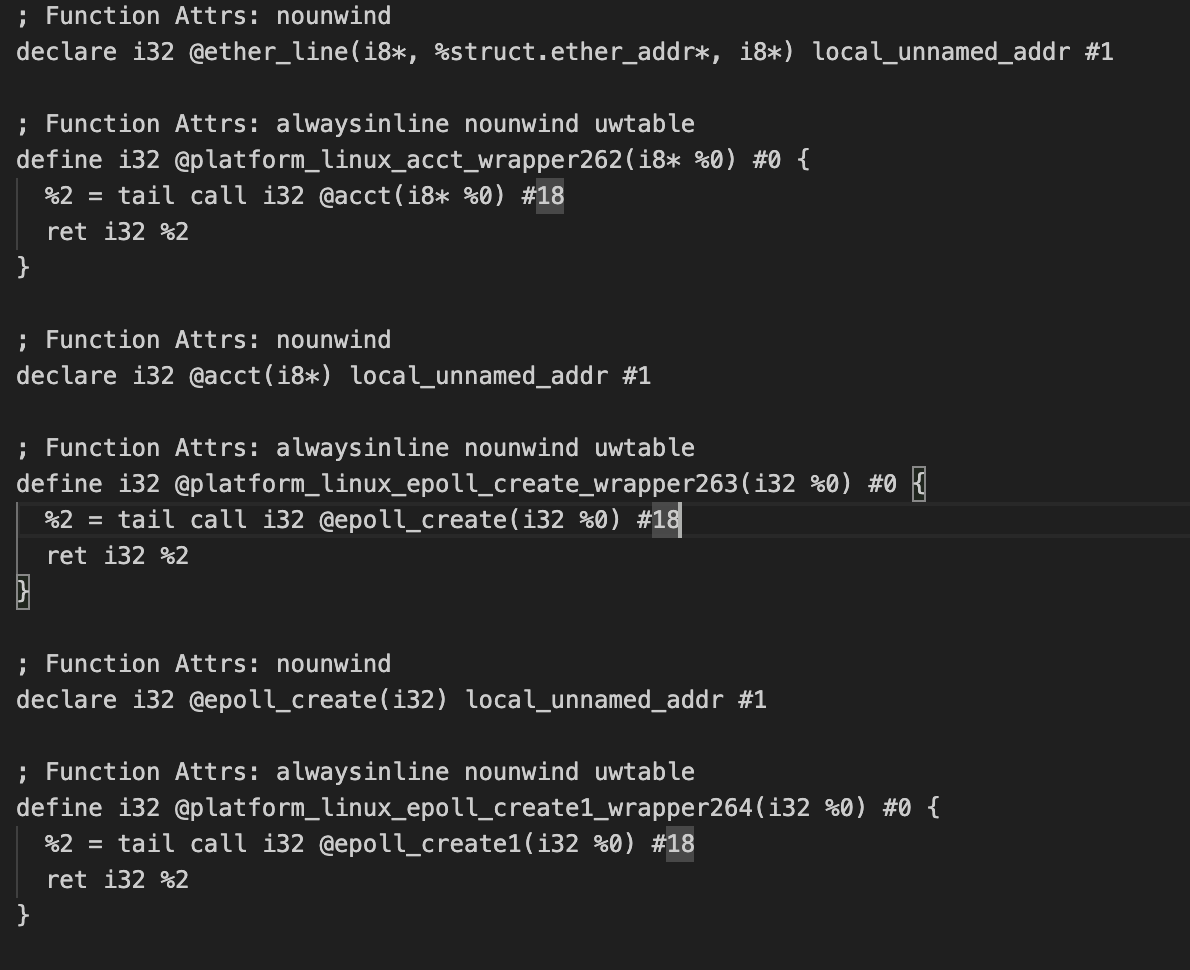 ; Function Attrs: nounwind
declare i32 @ether_line(i8*, %struct.ether_addr*, i8*) local_unnamed_addr #1

; Function Attrs: alwaysinline nounwind uwtable
define i32 @platform_linux_acct_wrapper262(i8* %0) #0 {
  %2 = tail call i32 @acct(i8* %0) #18
  ret i32 %2
}

; Function Attrs: nounwind
declare i32 @acct(i8*) local_unnamed_addr #1

; Function Attrs: alwaysinline nounwind uwtable
define i32 @platform_linux_epoll_create_wrapper263(i32 %0) #0 {
  %2 = tail call i32 @epoll_create(i32 %0) #18
  ret i32 %2
}

; Function Attrs: nounwind
declare i32 @epoll_create(i32) local_unnamed_addr #1

; Function Attrs: alwaysinline nounwind uwtable
define i32 @platform_linux_epoll_create1_wrapper264(i32 %0) #0 {
  %2 = tail call i32 @epoll_create1(i32 %0) #18
  ret i32 %2
}